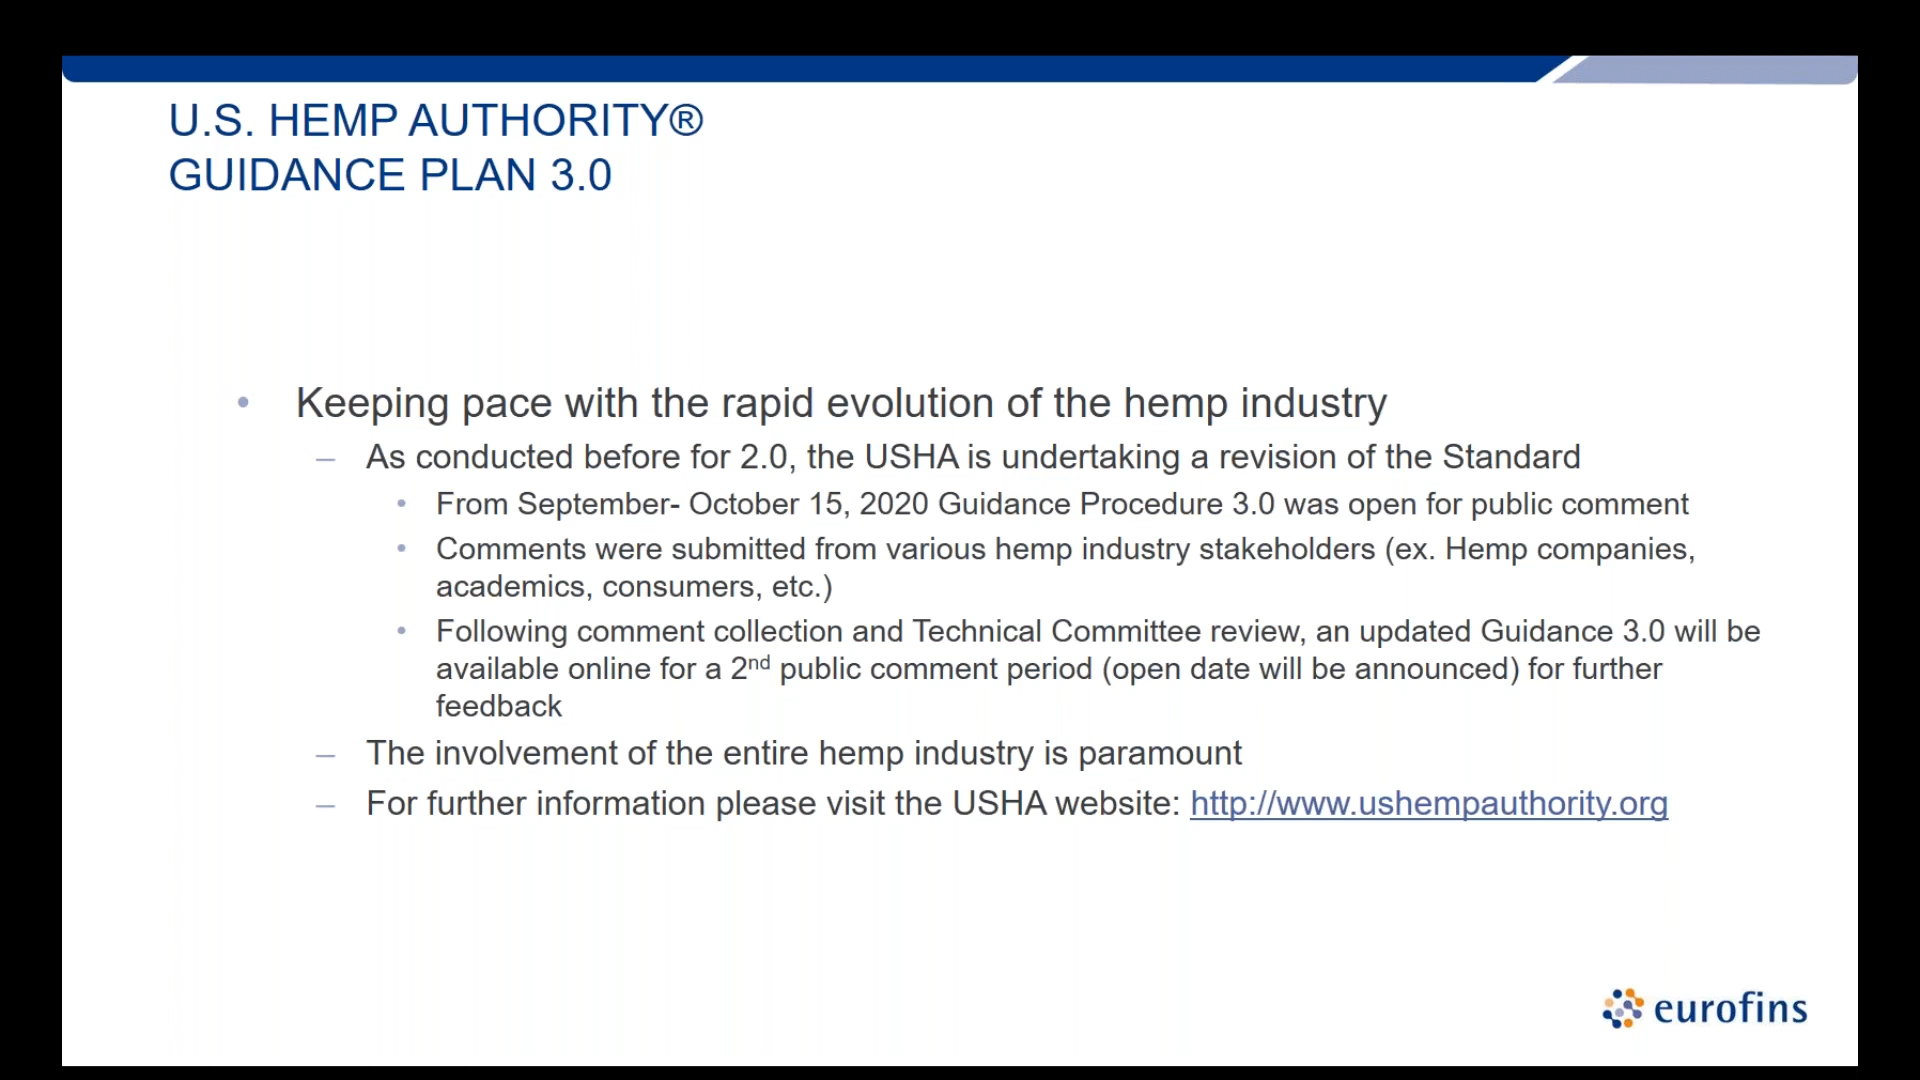 U.S. HEMP AUTHORITY®
GUIDANCE PLAN 3.0
• Keeping pace with the rapid evolution of the hemp industry
– As conducted before for 2.0, the USHA is undertaking a revision of the Standard
• From September- October 15, 2020 Guidance Procedure 3.0 was open for public comment
• Comments were submitted from various hemp industry stakeholders (ex. Hemp companies,
academics, consumers, etc.)
• Following comment collection and Technical Committee review, an updated Guidance 3.0 will be
available online for a 2nd public comment period (open date will be announced) for further
feedback
– The involvement of the entire hemp industry is paramount
– For further information please visit the USHA website: http://www.ushempauthority.org
eurofins